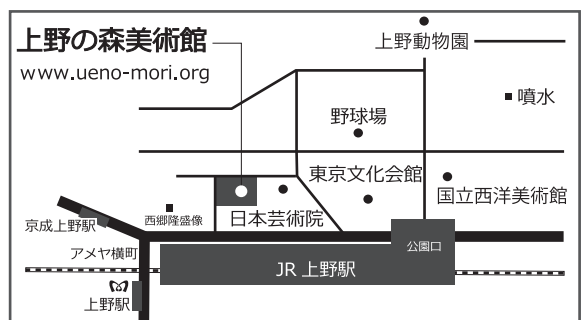 上野の森美術館
www.ueno-mori.org
上野動物園
噴水
野球場
東京文化会館
国立西洋美術館
西郷隆盛像
日本芸術院
京成上野駅
公園口
アメヤ横町
JR 上野駅
上野駅